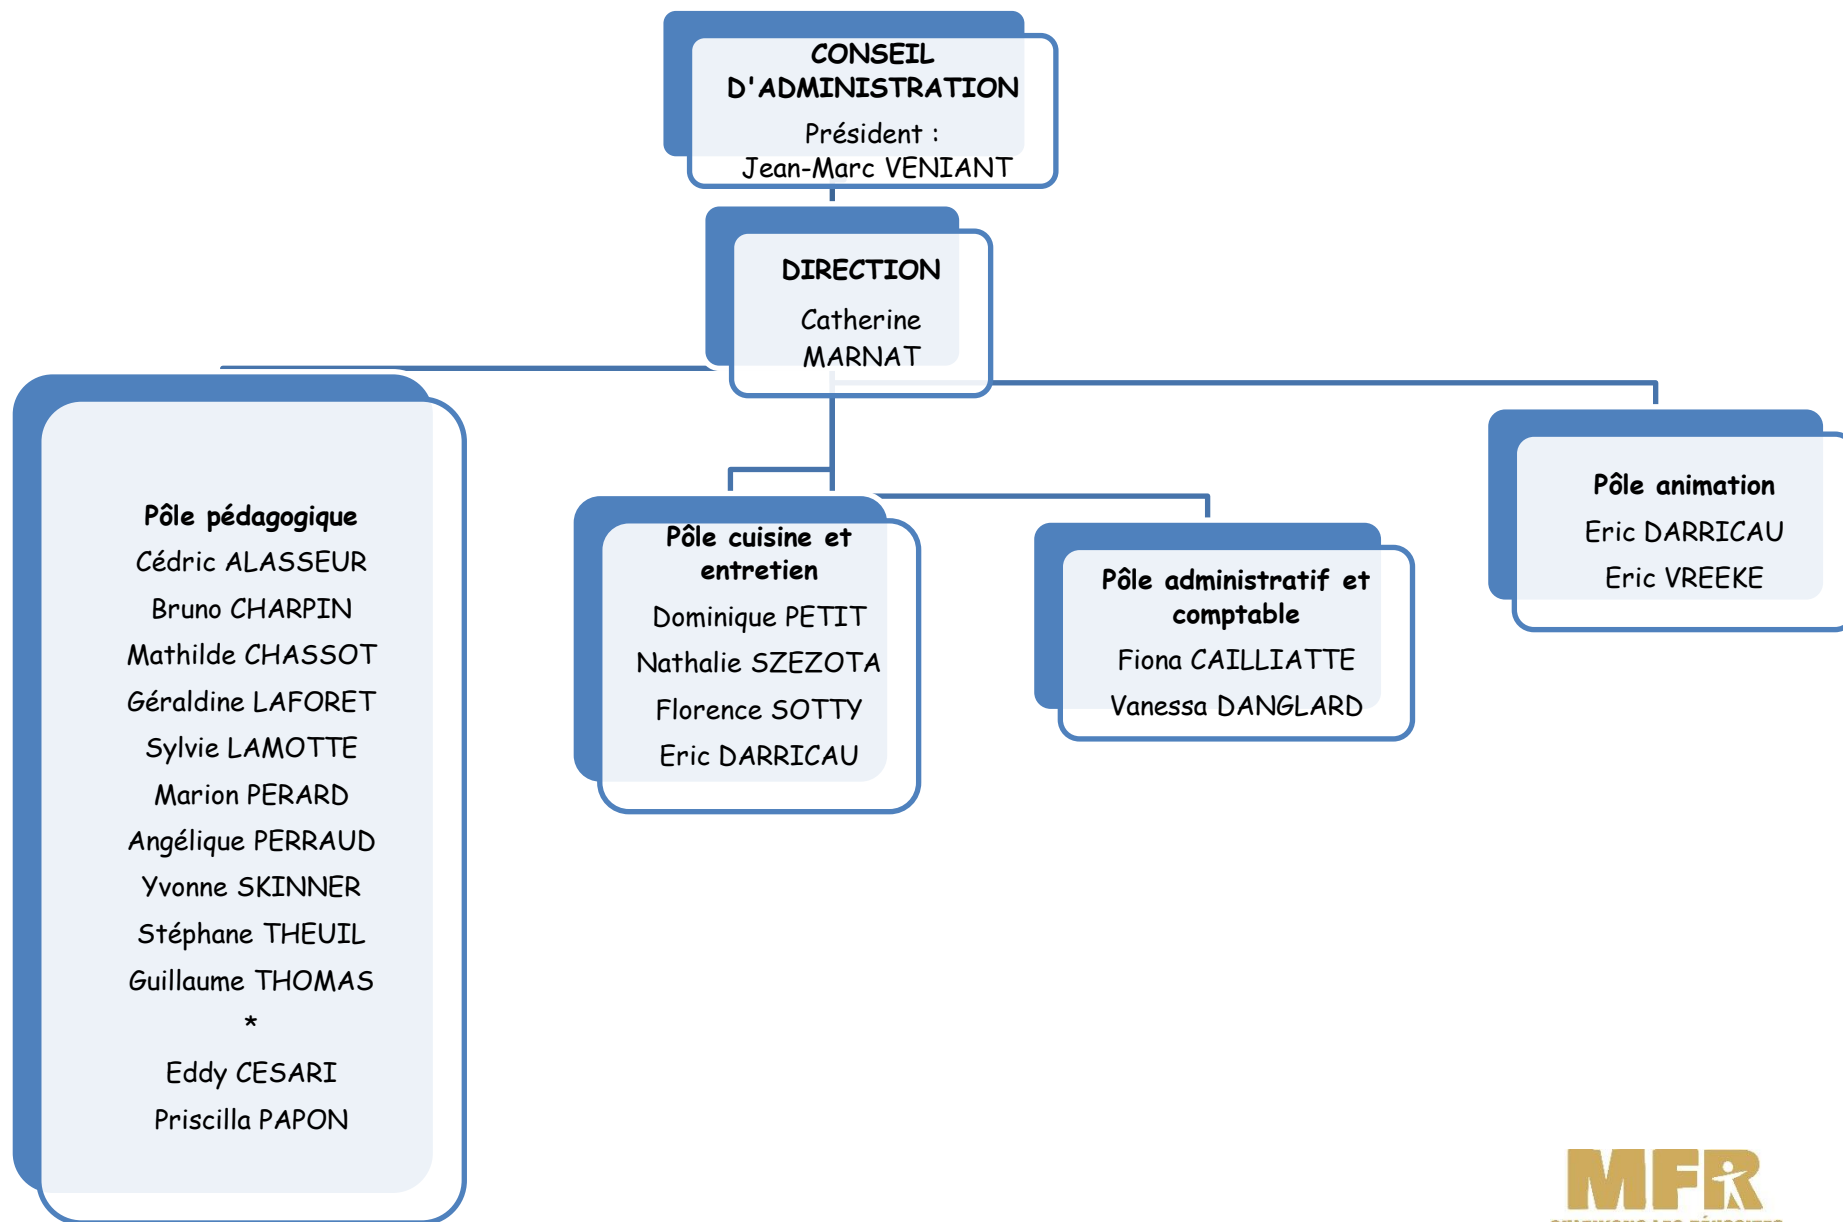 CONSEIL
D'ADMINISTRATION
Président :
Jean-Marc VENIANT
DIRECTION
Catherine
MARNAT
Pôle pédagogique
Cédric ALASSEUR
Bruno CHARPIN
Mathilde CHASSOT
Géraldine LAFORET
Sylvie LAMOTTE
Marion PERARD
Angélique PERRAUD
Yvonne SKINNER
Stéphane THEUIL
Guillaume THOMAS
*
Eddy CESARI
Priscilla PAPON
Pôle cuisine et
entretien
Dominique PETIT
Nathalie SZEZOTA
Florence SOTTY
Eric DARRICAU
Pôle administratif et
comptable
Fiona CAILLIATTE
Vanessa DANGLARD
Pôle animation
Eric DARRICAU
Eric VREEKE
MFR